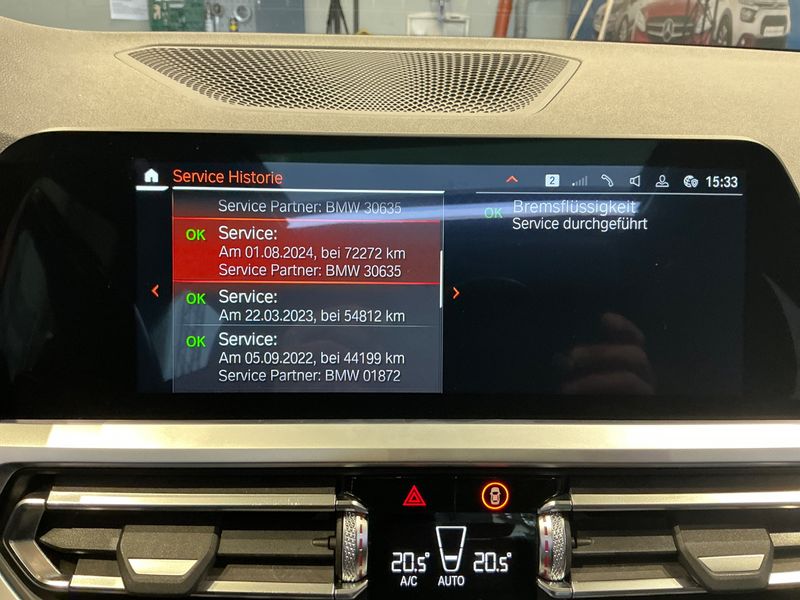 Service Historie
2
15:33
Service Partner: BMW 30635
OK Service:
Am 01.08.2024, bei 72272 km
Service Partner: BMW 30635
OK Service:
Am 22.03.2023, bei 54812 km
OK Service:
Am 05.09.2022, bei 44199 km
Service Partner: BMW 01872
OK Bremsflüssigkeit
Service durchgeführt
20.5° 20.5°
A/C AUTO